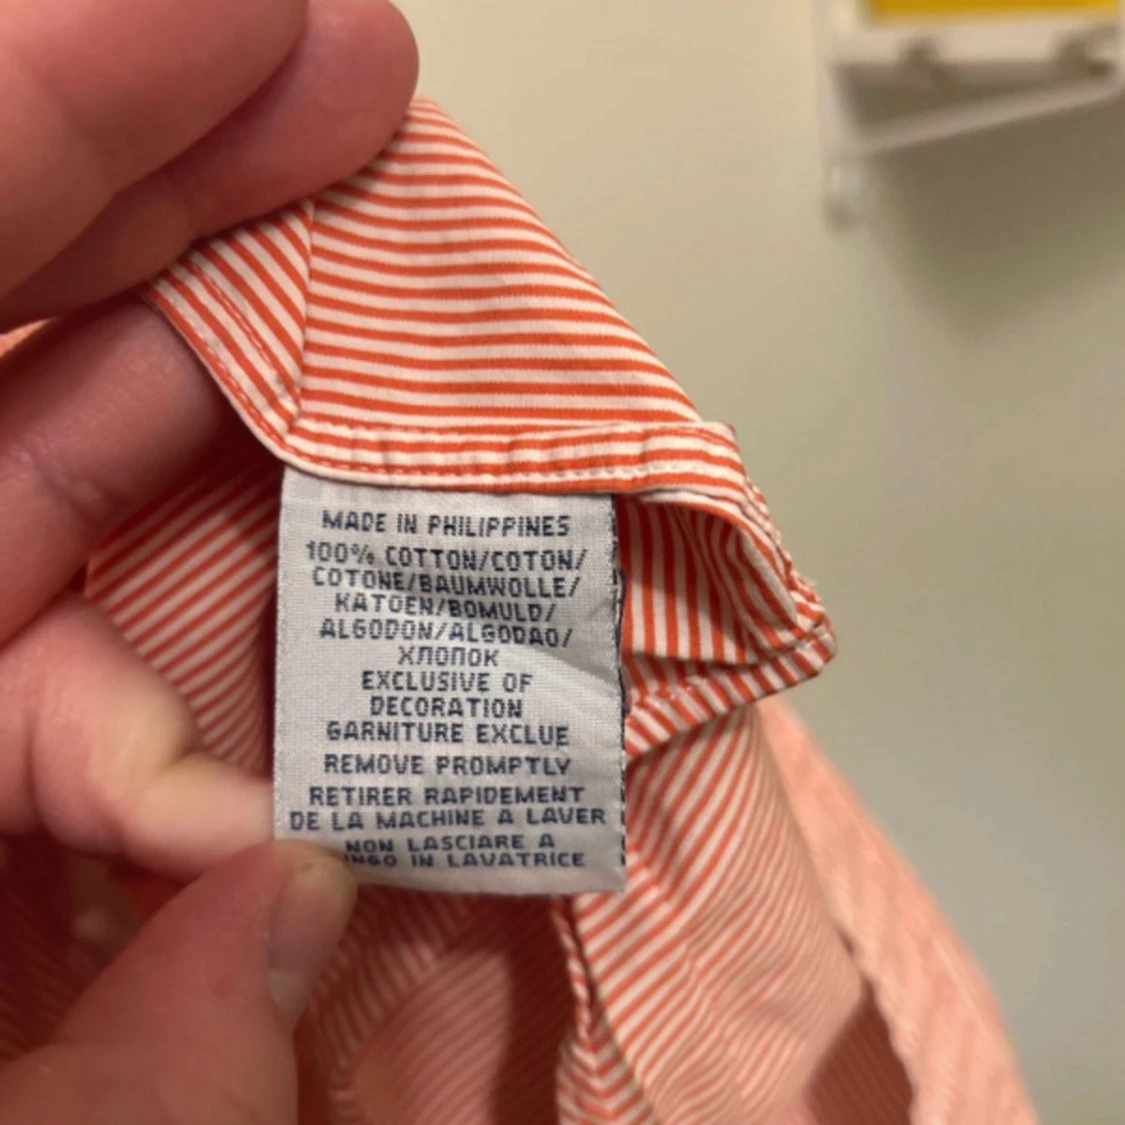 MADE IN PHILIPPINES
100% COTTON/COTON/
COTONE/BAUMWOLLE/
KATOEN/BOMULD/
ALGODON/ALGODAO/
ХЛОПОК
EXCLUSIVE OF
DECORATION
GARNITURE EXCLUE
REMOVE PROMPTLY
RETIRER RAPIDEMENT
DE LA MACHINE A LAVER
NON LASCIARE A
IN LAVATRICE